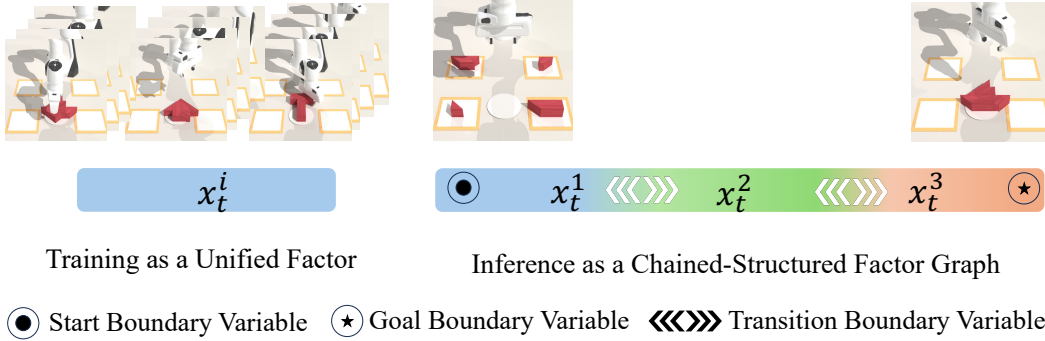 x_t^i
x_t^1 x_t^2 x_t^3
Training as a Unified Factor
Inference as a Chained-Structured Factor Graph
Start Boundary Variable Goal Boundary Variable Transition Boundary Variable